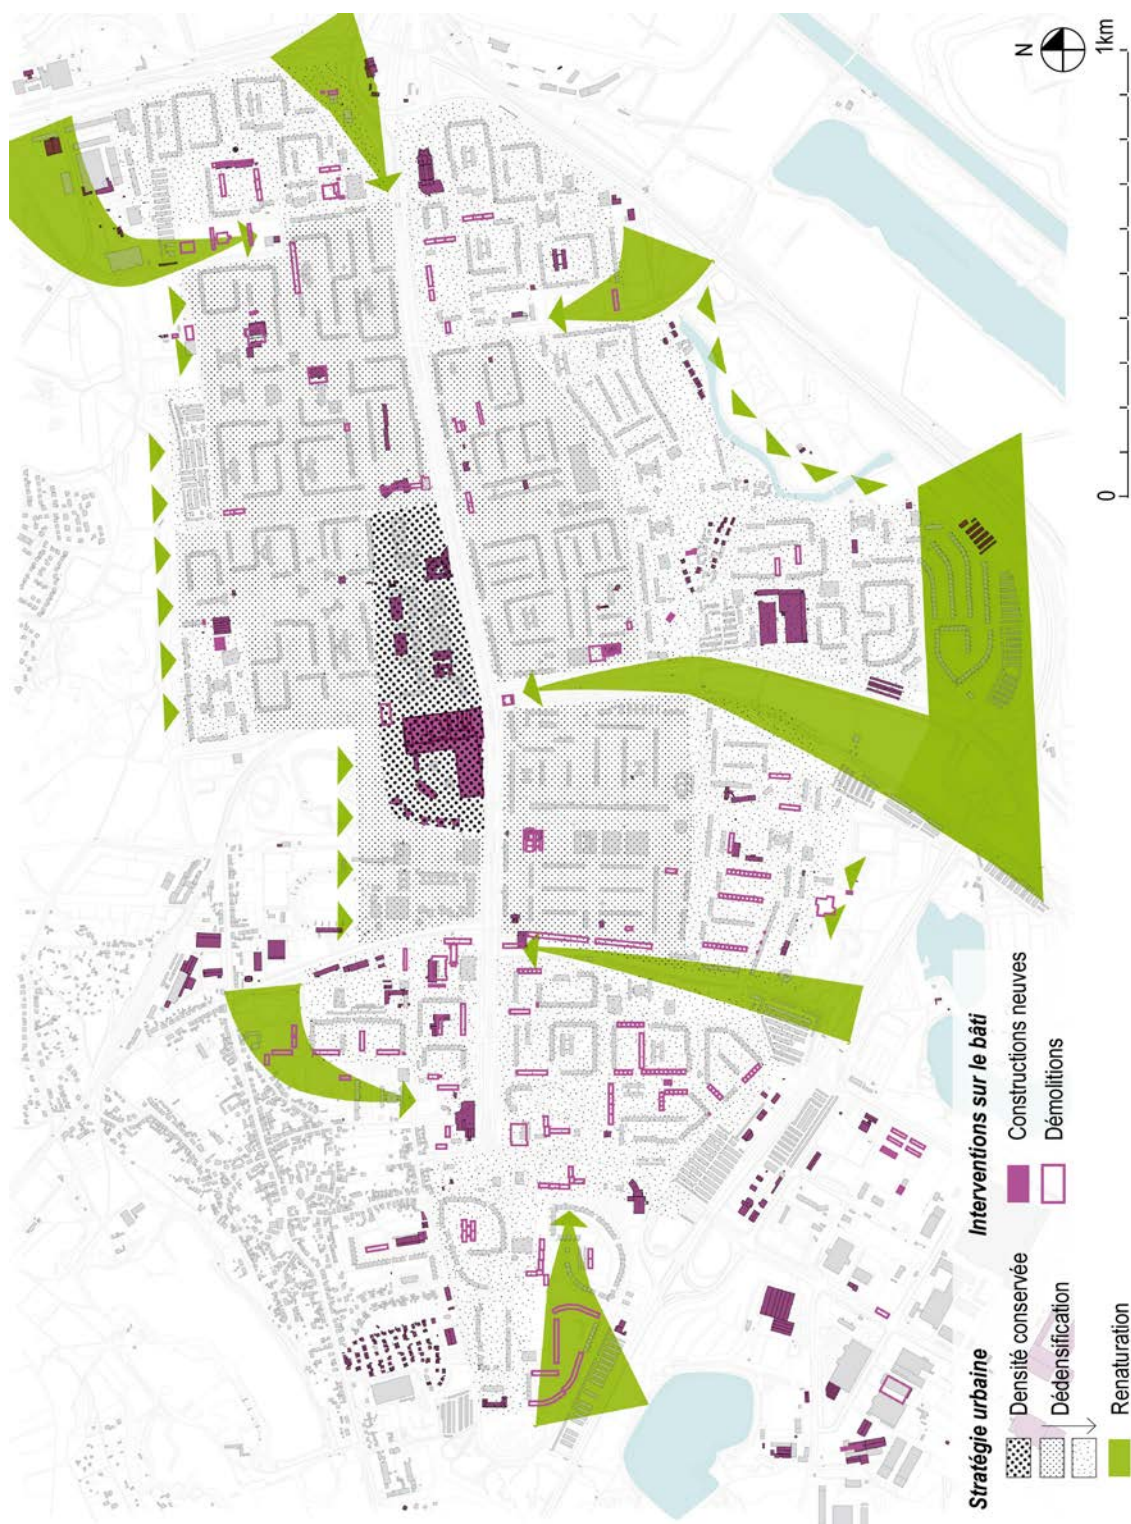 N
0
1km
Stratégie urbaine
Densité conservée
Dédensification
Renaturation
Interventions sur le bâti
Constructions neuves
Démolitions